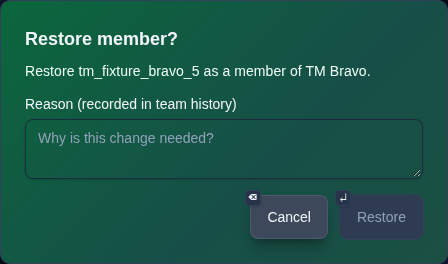 Restore member?
Restore tm_fixture_bravo_5 as a member of TM Bravo.
Reason (recorded in team history)
Why is this change needed?
Cancel
Restore